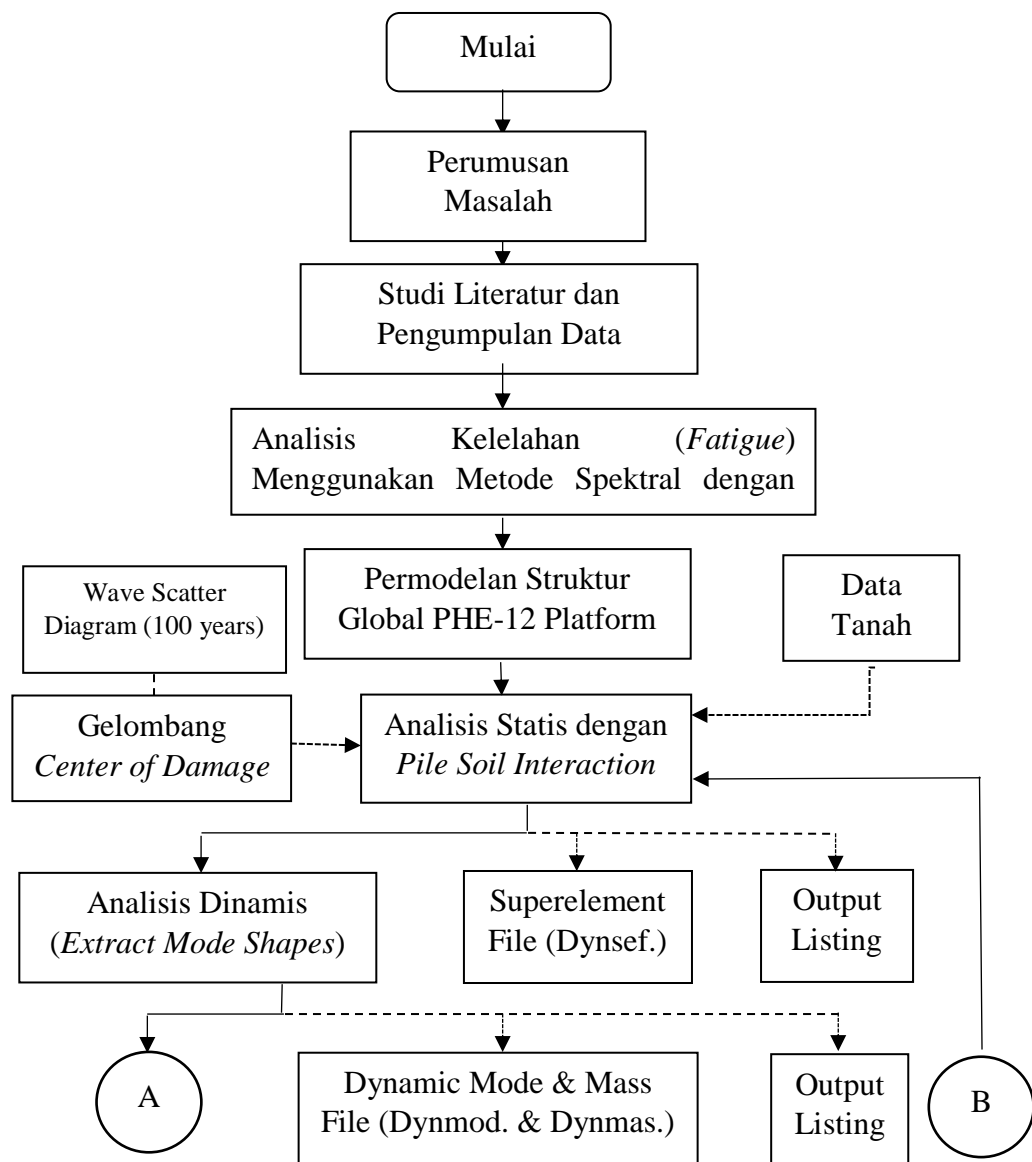 Mulai
Perumusan
Masalah
Studi Literatur dan
Pengumpulan Data
Analisis Kelelahan (Fatigue)
Menggunakan Metode Spektral dengan
Permodelan Struktur
Global PHE-12 Platform
Wave Scatter
Diagram (100 years)
Data
Tanah
Gelombang
Center of Damage
Analisis Statis dengan
Pile Soil Interaction
Analisis Dinamis
(Extract Mode Shapes)
Superelement
File (Dynsef.)
Output
Listing
A
Dynamic Mode & Mass
File (Dynmod. & Dynmas.)
Output
Listing
B